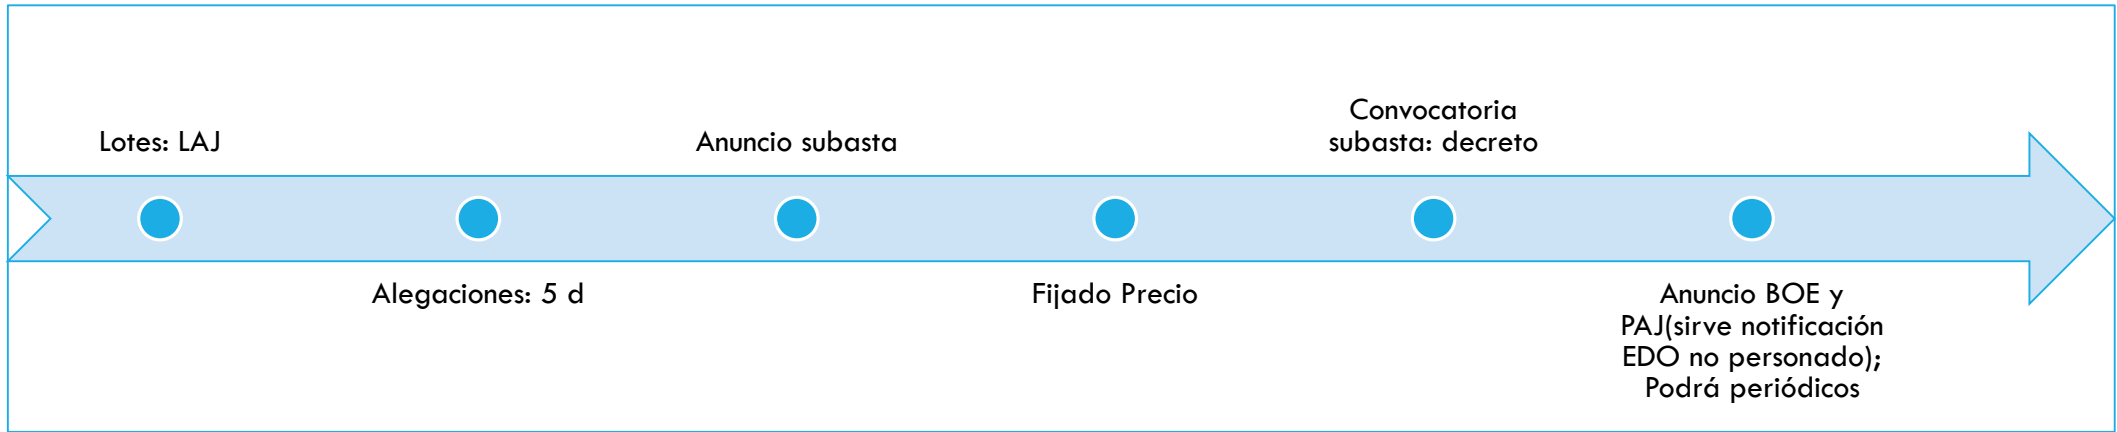 Lotes: LAJ
Alegaciones: 5 d
Anuncio subasta
Fijado Precio
Convocatoria
subasta: decreto
Anuncio BOE y
PAJ(sirve notificación
EDO no personado);
Podrá periódicos